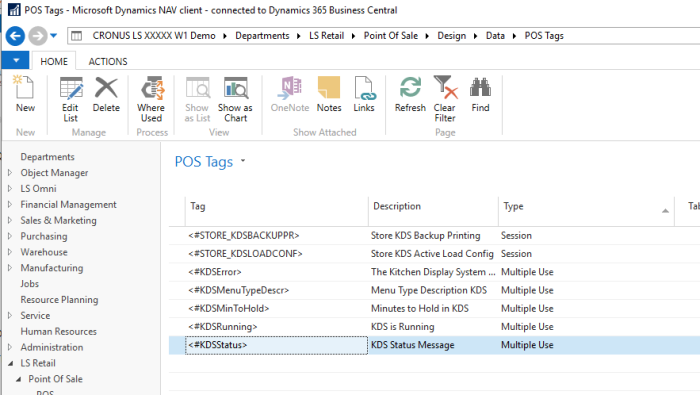 POS Tags - Microsoft Dynamics NAV client - connected to Dynamics 365 Business Central
CRONUS LS XXXXX W1 Demo Departments LS Retail Point Of Sale Design Data POS Tags
HOME ACTIONS
New Edit List Delete Where Used Show as List Show as Chart OneNote Notes Links Refresh Clear Filter Find
New Manage Process View Show Attached Page
Departments
Object Manager
LS Omni
Financial Management
Sales & Marketing
Purchasing
Warehouse
Manufacturing
Jobs
Resource Planning
Service
Human Resources
Administration
LS Retail
Point Of Sale
POS
POS Tags
Tag Description Type Tab
<#STORE_KDSBACKUPPR> Store KDS Backup Printing Session
<#STORE_KDSLOADCONF> Store KDS Active Load Config Session
<#KDSError> The Kitchen Display System ... Multiple Use
<#KDSMenuTypeDescr> Menu Type Description KDS Multiple Use
<#KDSMinToHold> Minutes to Hold in KDS Multiple Use
<#KDSRunning> KDS is Running Multiple Use
<#KDSStatus> KDS Status Message Multiple Use